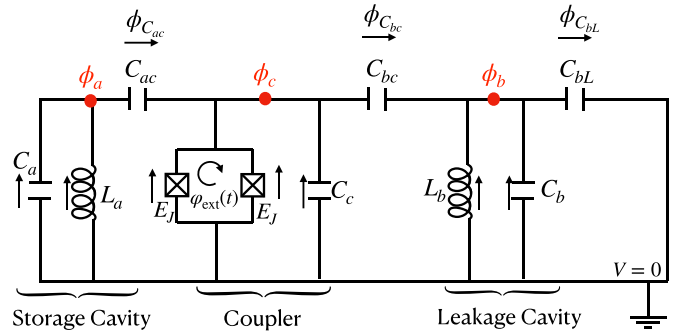 ϕ_{C_{ac}} ϕ_{C_{bc}} ϕ_{C_{bL}}
C_{ac} C_{bc} C_{bL}
ϕ_a ϕ_c ϕ_b
C_a L_a E_J φ_{ext}(t) E_J C_c L_b C_b
V = 0
Storage Cavity Coupler Leakage Cavity